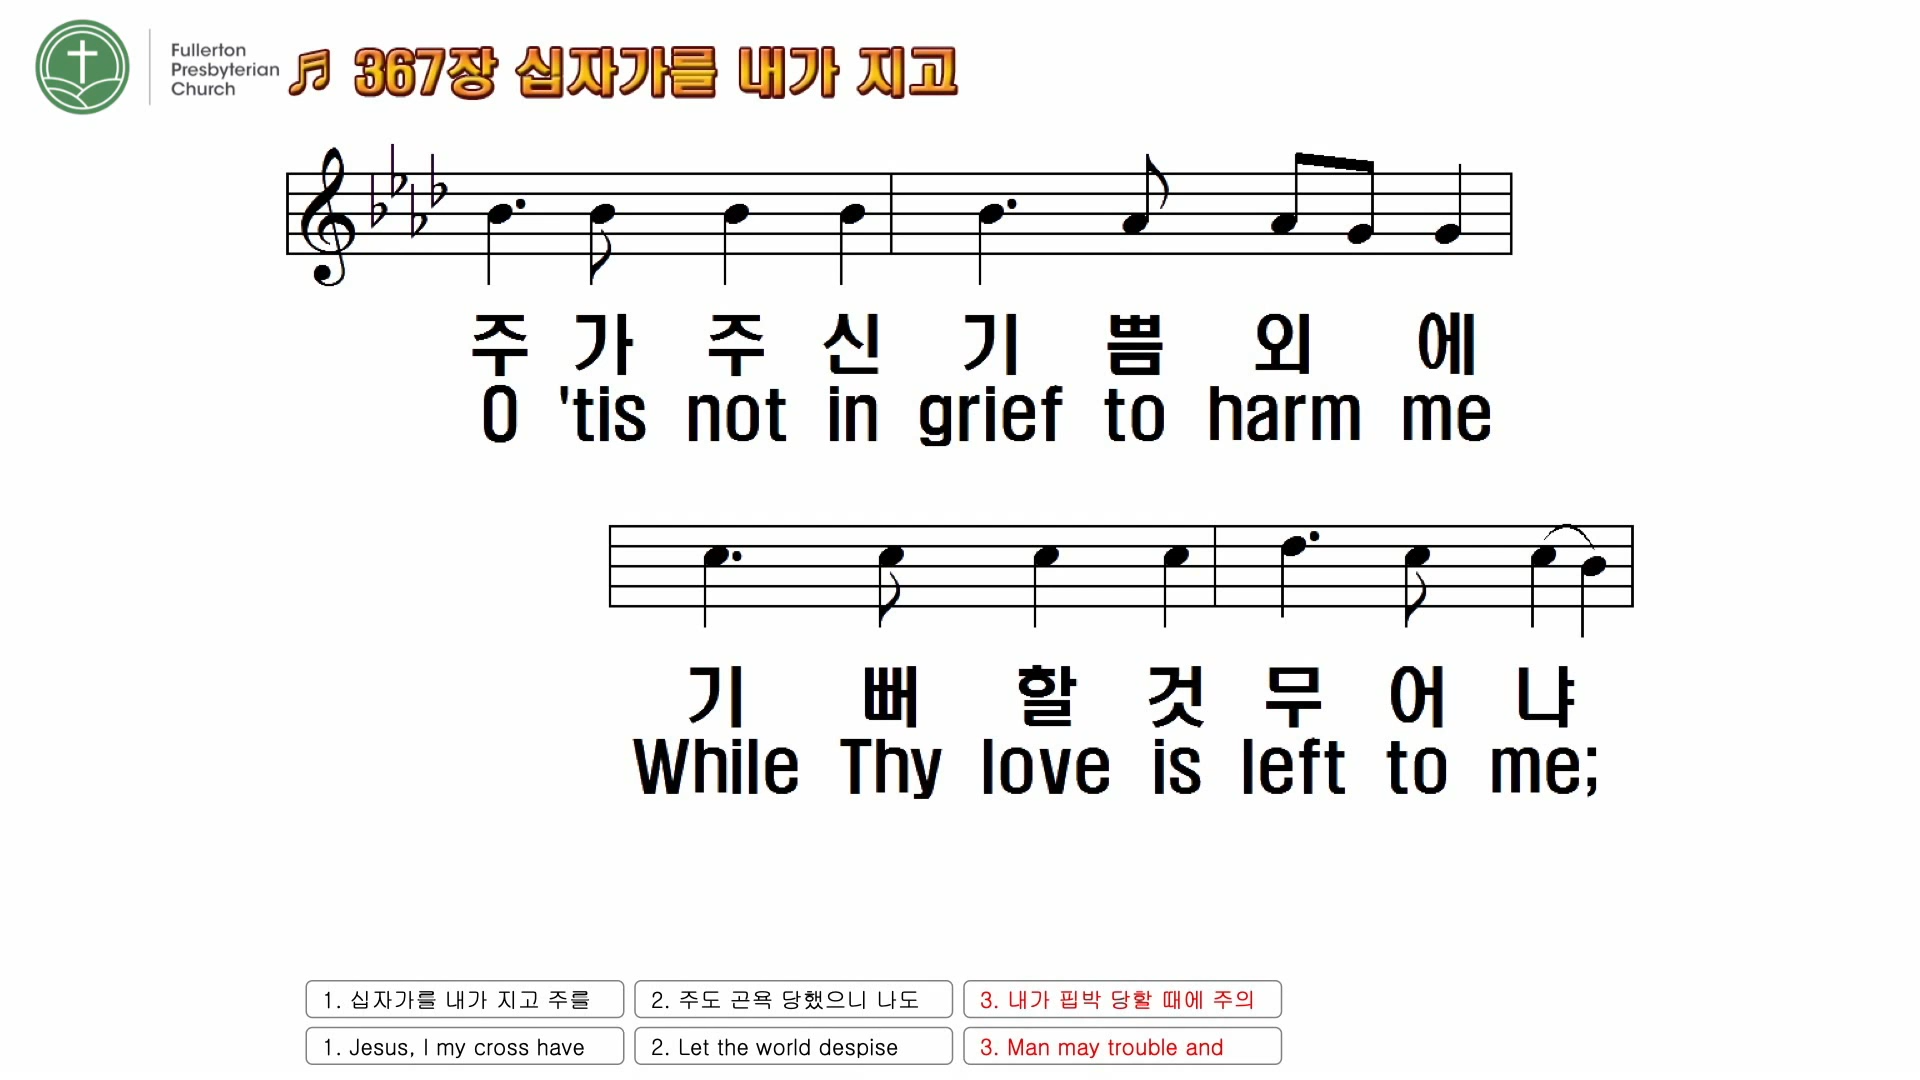 Fullerton
Presbyterian
Church
♬ 367장 십자가를 내가 지고
주 가 주 신 기 쁨 외 에
O 'tis not in grief to harm me
기 뻐 할 것 무 어 냐
While Thy love is left to me;
1. 십자가를 내가 지고 주를
2. 주도 곤욕 당했으니 나도
3. 내가 핍박 당할 때에 주의
1. Jesus, I my cross have
2. Let the world despise
3. Man may trouble and